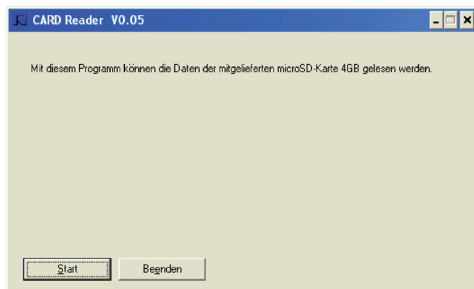 CARD Reader V0.05
Mit diesem Programm können die Daten der mitgelieferten microSD-Karte 4GB gelesen werden.
Start
Beenden